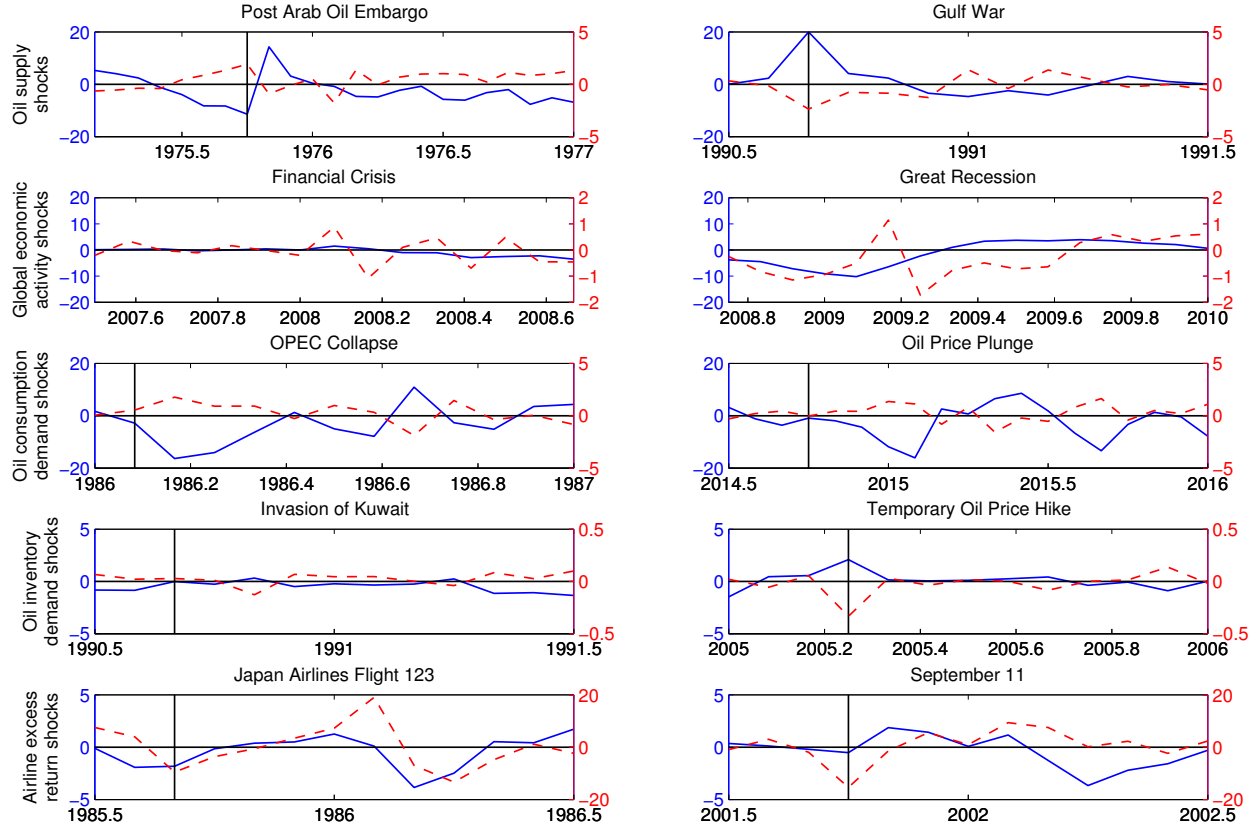 Post Arab Oil Embargo
Oil supply
shocks
20
0
−20
5
0
−5
1975.5 1976 1976.5 1977
Gulf War
20
0
−20
5
0
−5
1990.5 1991 1991.5
Financial Crisis
Global economic
activity shocks
20
10
0
−10
−20
2
1
0
−1
−2
2007.6 2007.8 2008 2008.2 2008.4 2008.6
Great Recession
20
10
0
−10
−20
2
1
0
−1
−2
2008.8 2009 2009.2 2009.4 2009.6 2009.8 2010
OPEC Collapse
Oil consumption
demand shocks
20
0
−20
5
0
−5
1986 1986.2 1986.4 1986.6 1986.8 1987
Oil Price Plunge
20
0
−20
5
0
−5
2014.5 2015 2015.5 2016
Invasion of Kuwait
Oil inventory
demand shocks
5
0
−5
0.5
0
−0.5
1990.5 1991 1991.5
Temporary Oil Price Hike
5
0
−5
0.5
0
−0.5
2005 2005.2 2005.4 2005.6 2005.8 2006
Japan Airlines Flight 123
Airline excess
return shocks
5
0
−5
20
0
−20
1985.5 1986 1986.5
September 11
5
0
−5
20
0
−20
2001.5 2002 2002.5